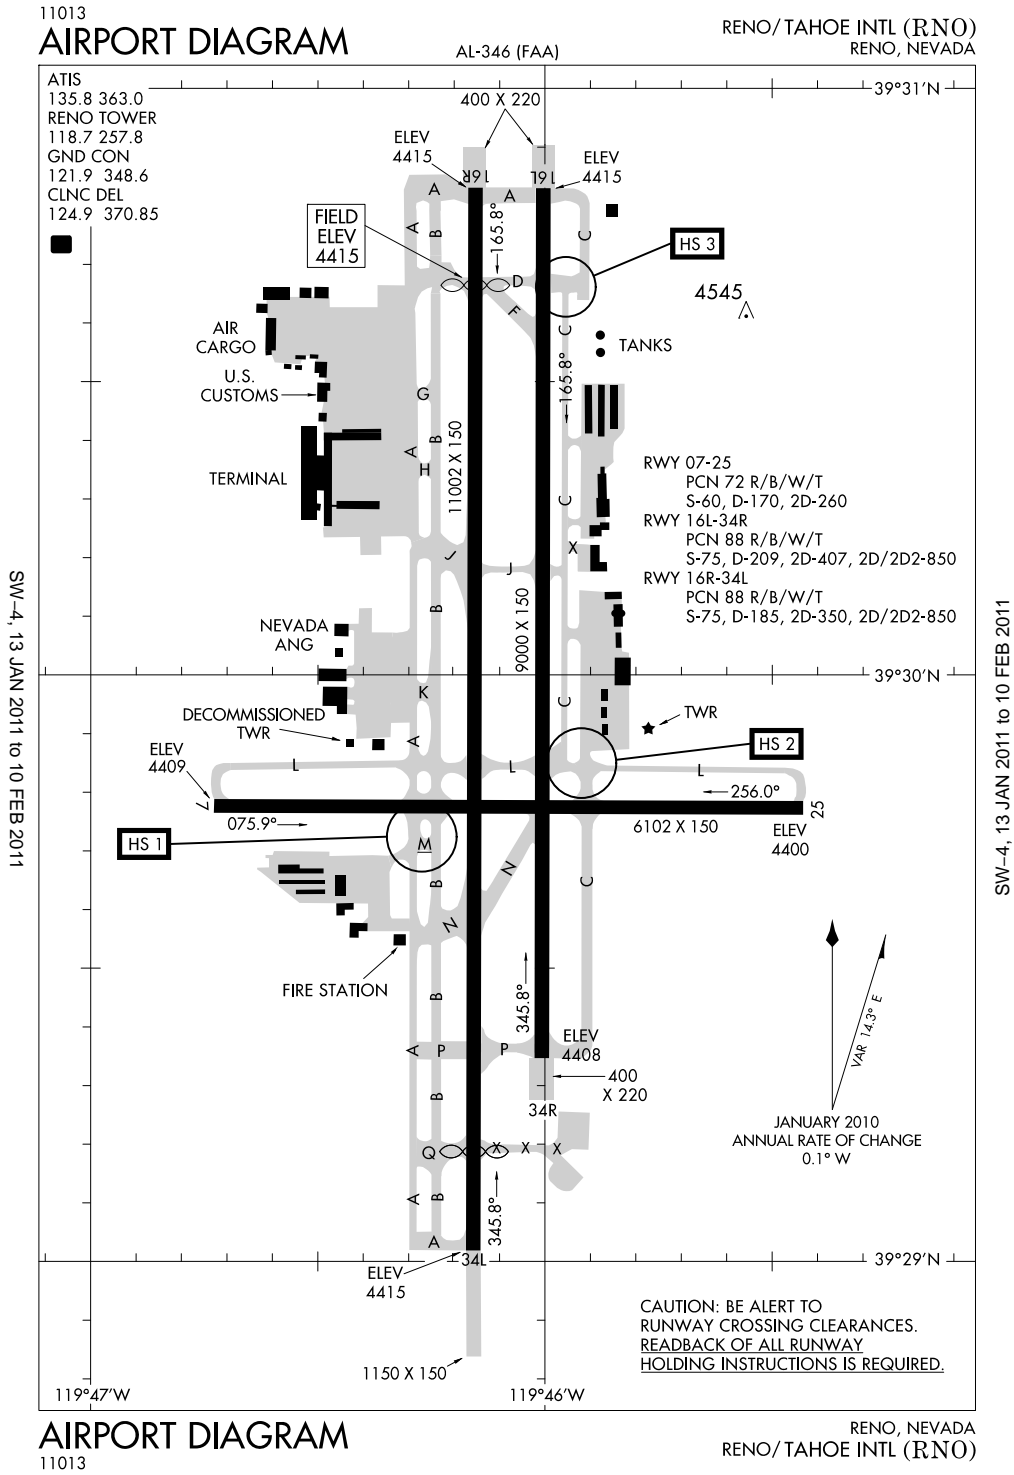 11013
AIRPORT DIAGRAM
AL-346 (FAA)
RENO/TAHOE INTL (RNO)
RENO, NEVADA
ATIS
135.8 363.0
RENO TOWER
118.7 257.8
GND CON
121.9 348.6
CLNC DEL
124.9 370.85
39°31'N
400 X 220
ELEV
4415
ELEV
4415
16R
16L
A
A
A
B
C
FIELD
ELEV
4415
165.8°
HS 3
D
F
4545
C
AIR
CARGO
TANKS
U.S.
CUSTOMS
165.8°
G
B
A
H
11002 X 150
TERMINAL
C
RWY 07-25
PCN 72 R/B/W/T
S-60, D-170, 2D-260
RWY 16L-34R
PCN 88 R/B/W/T
S-75, D-209, 2D-407, 2D/2D2-850
RWY 16R-34L
PCN 88 R/B/W/T
S-75, D-185, 2D-350, 2D/2D2-850
J
J
X
B
9000 X 150
NEVADA
ANG
39°30'N
K
C
DECOMMISSIONED
TWR
A
TWR
HS 2
ELEV
4409
L
L
L
256.0°
7
075.9°
25
6102 X 150
ELEV
4400
HS 1
M
B
N
N
C
FIRE STATION
B
345.8°
VAR 14.3° E
A
P
P
ELEV
4408
B
400
X 220
34R
JANUARY 2010
ANNUAL RATE OF CHANGE
0.1° W
Q
X
X
X
A
B
345.8°
A
34L
39°29'N
ELEV
4415
CAUTION: BE ALERT TO
RUNWAY CROSSING CLEARANCES.
READBACK OF ALL RUNWAY
HOLDING INSTRUCTIONS IS REQUIRED.
1150 X 150
119°47'W
119°46'W
SW-4, 13 JAN 2011 to 10 FEB 2011
SW-4, 13 JAN 2011 to 10 FEB 2011
AIRPORT DIAGRAM
11013
RENO, NEVADA
RENO/TAHOE INTL (RNO)